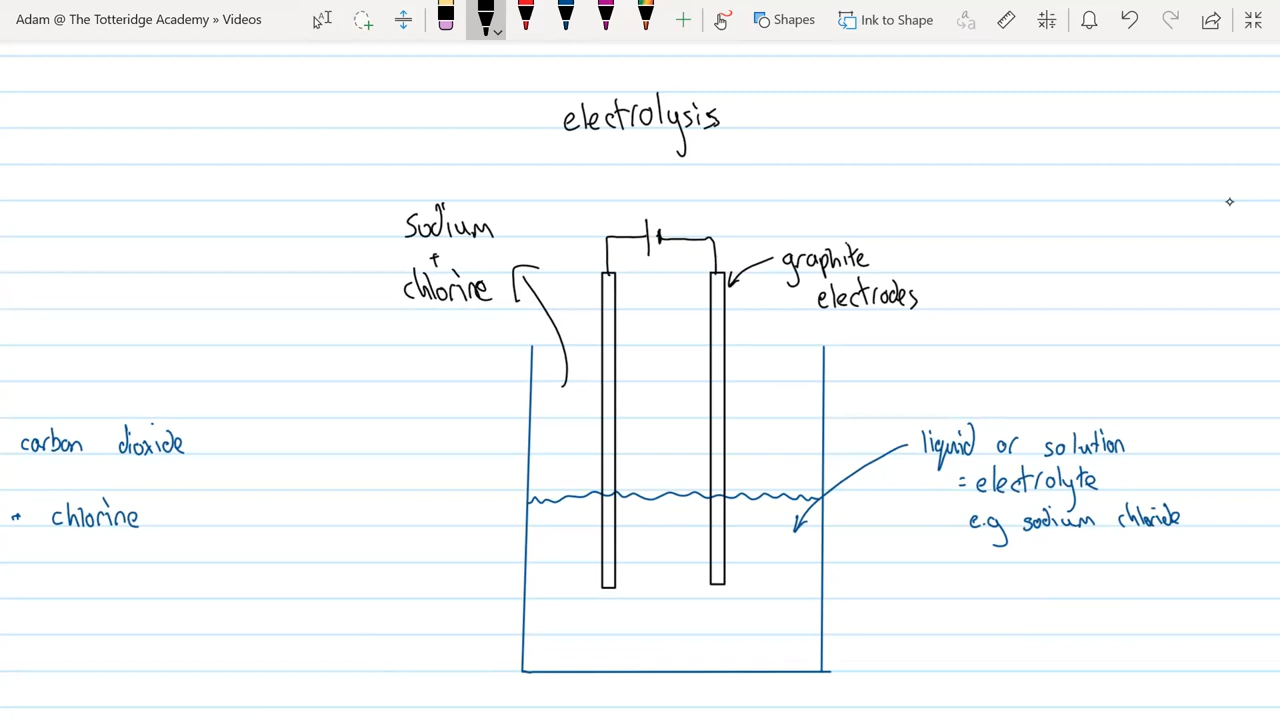 Adam @ The Totteridge Academy » Videos
Shapes
Ink to Shape
electrolysis
sodium
+
chlorine
graphite
electrodes
carbon dioxide
+ chlorine
liquid or solution
= electrolyte
e.g sodium chloride